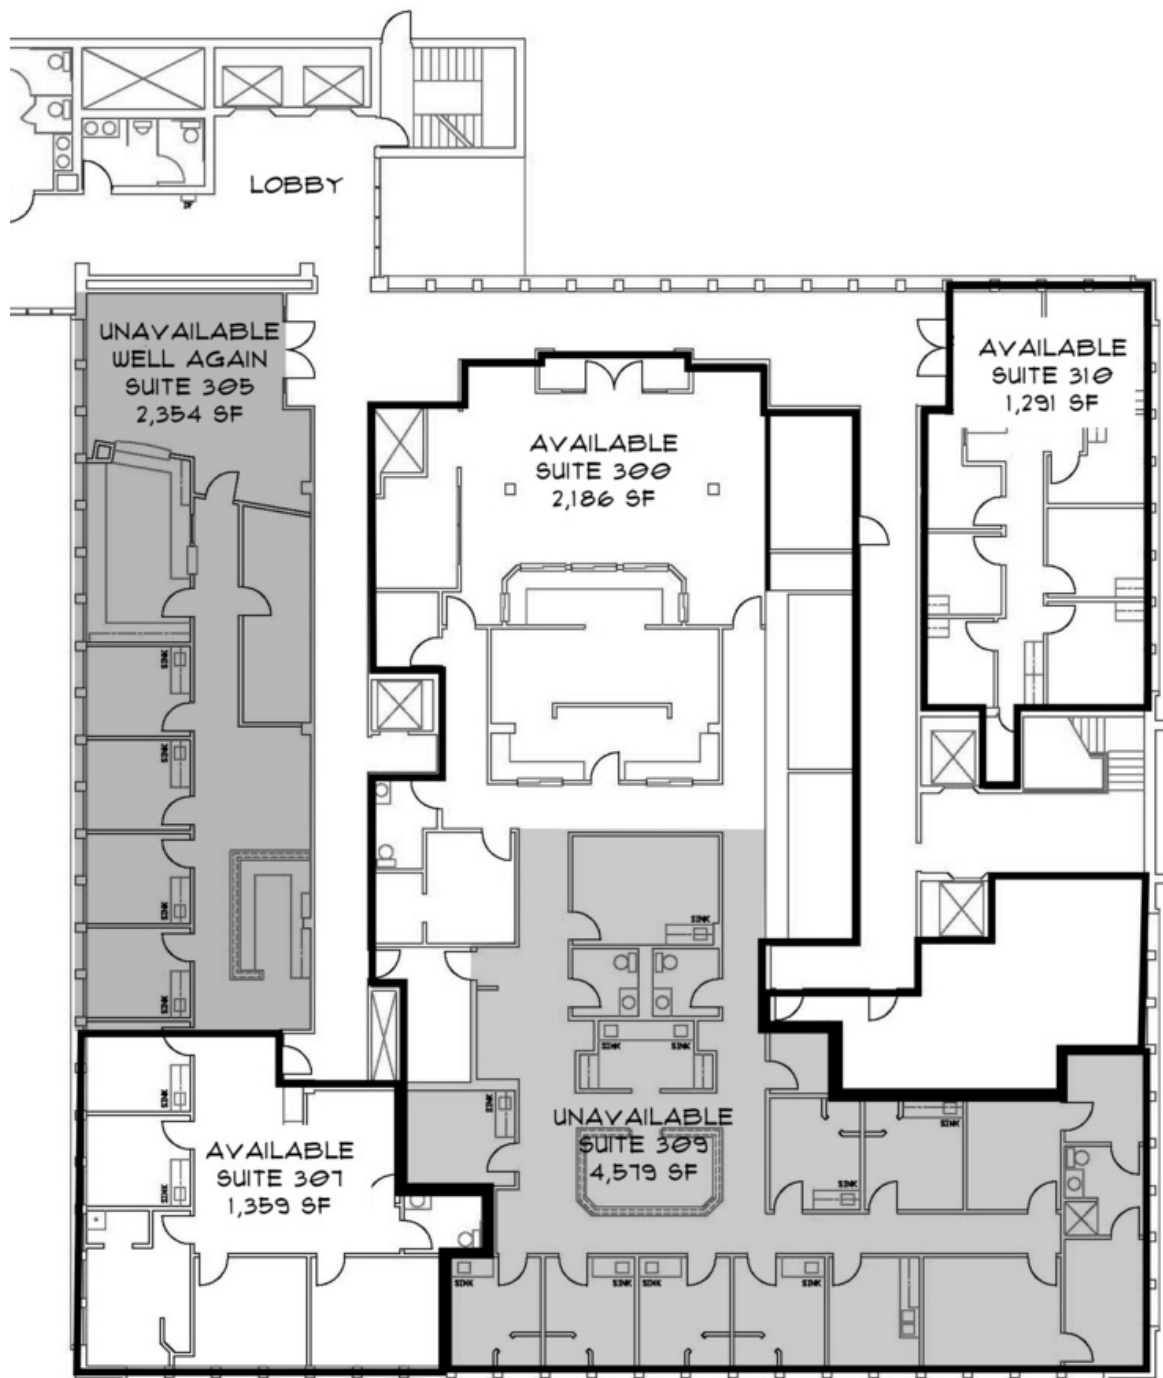 LOBBY
DF
UNAVAILABLE
WELL AGAIN
SUITE 305
2,354 SF
AVAILABLE
SUITE 310
1,291 SF
AVAILABLE
SUITE 300
2,186 SF
SINK
SINK
SINK
SINK
SINK
SINK
SINK
UNAVAILABLE
SUITE 309
4,579 SF
SINK
SINK
SINK
SINK
SINK
AVAILABLE
SUITE 307
1,359 SF
SINK
SINK
SINK
SINK